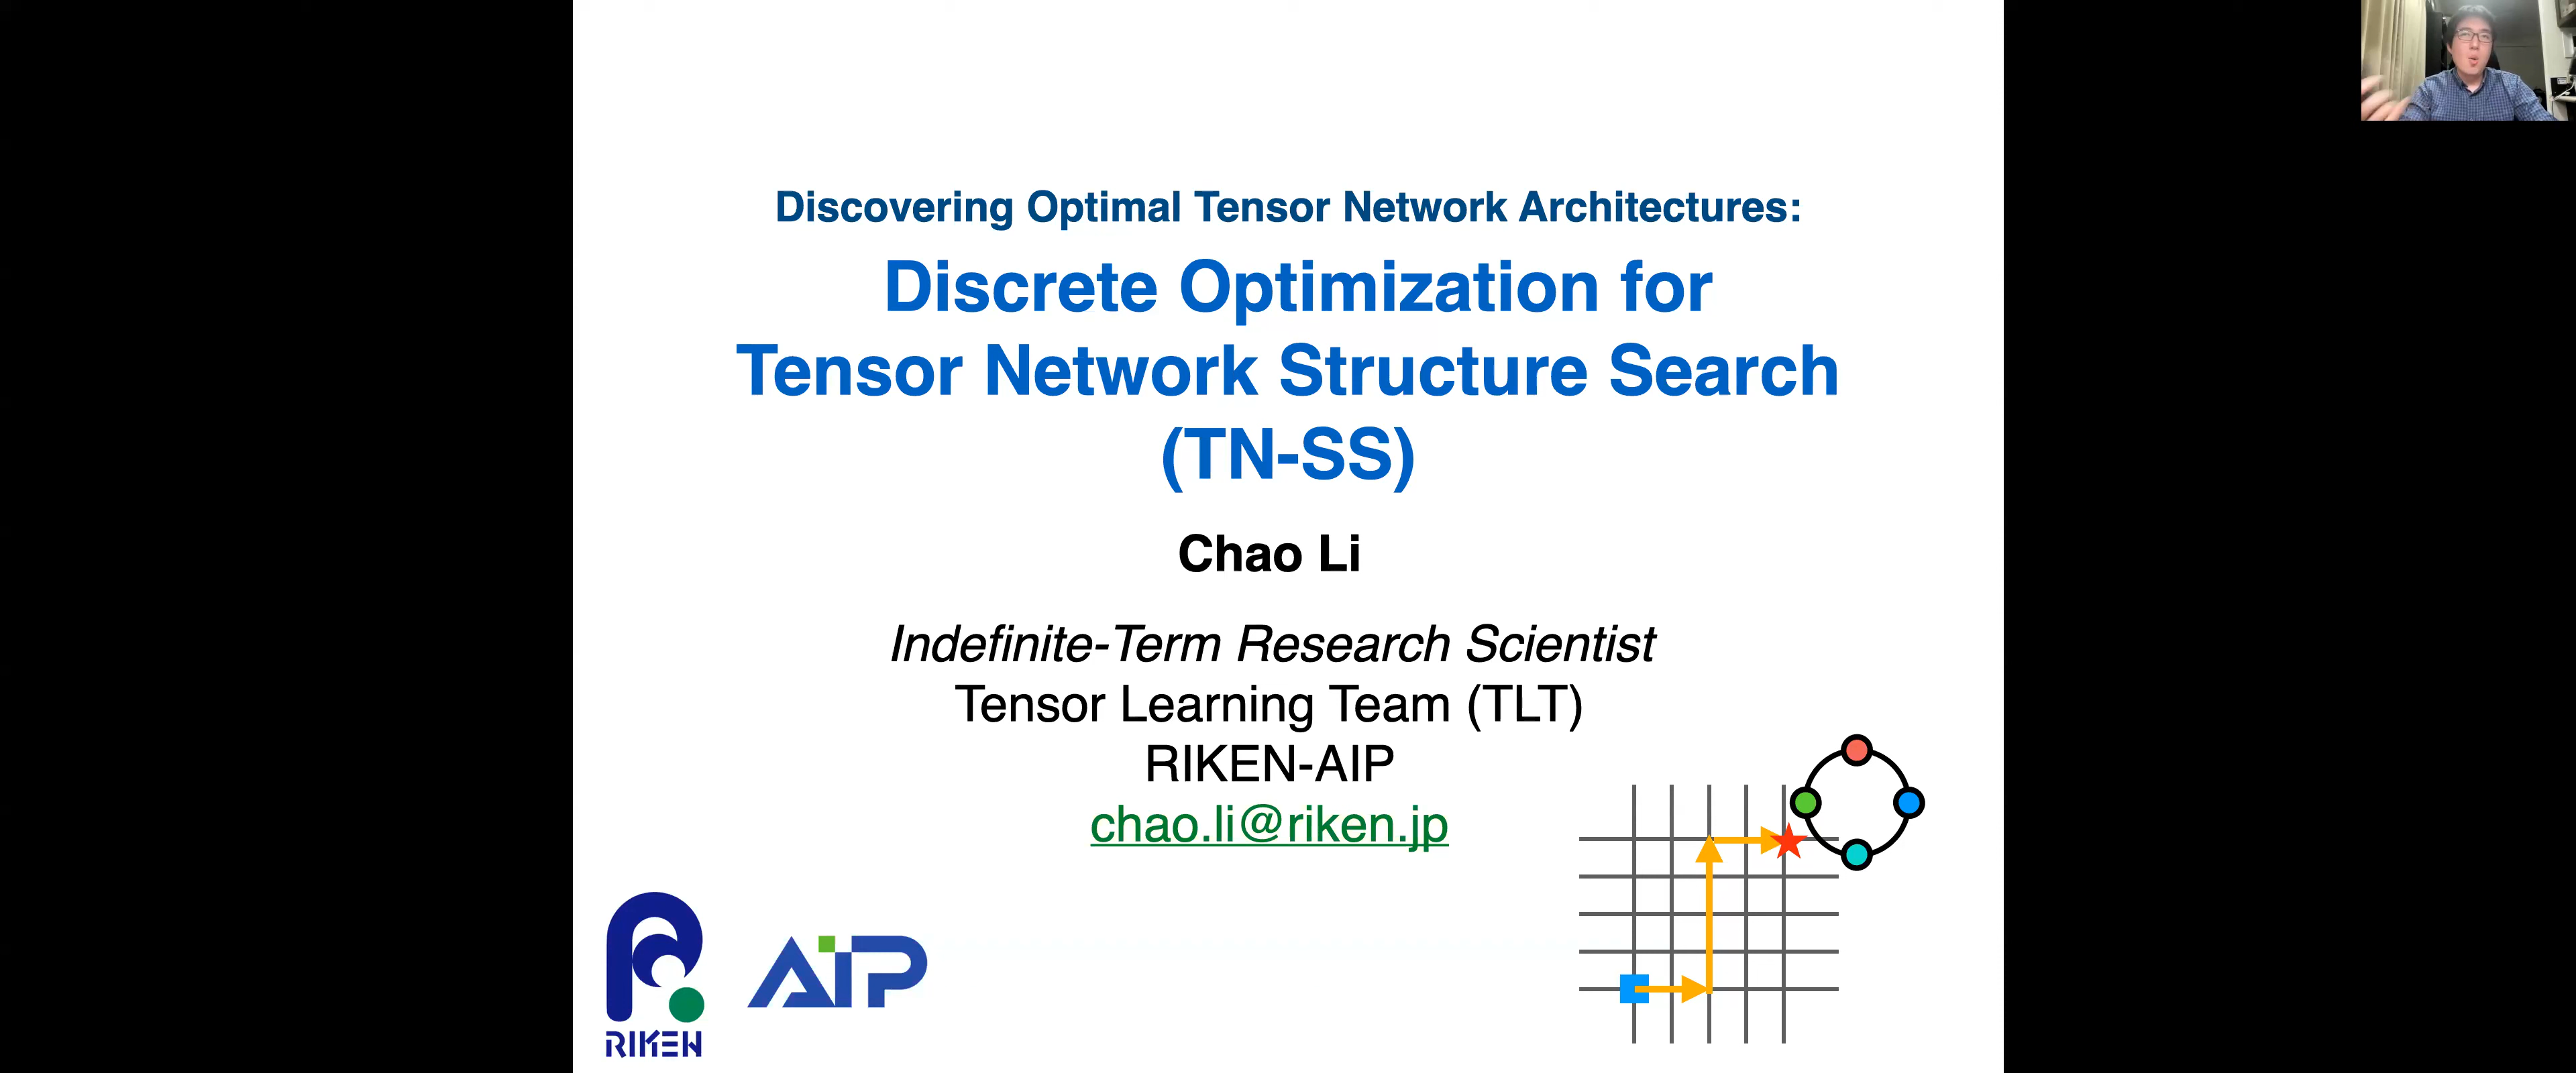 Discovering Optimal Tensor Network Architectures:
Discrete Optimization for
Tensor Network Structure Search
(TN-SS)
Chao Li
Indefinite-Term Research Scientist
Tensor Learning Team (TLT)
RIKEN-AIP
chao.li@riken.jp
AIP
RIKEN